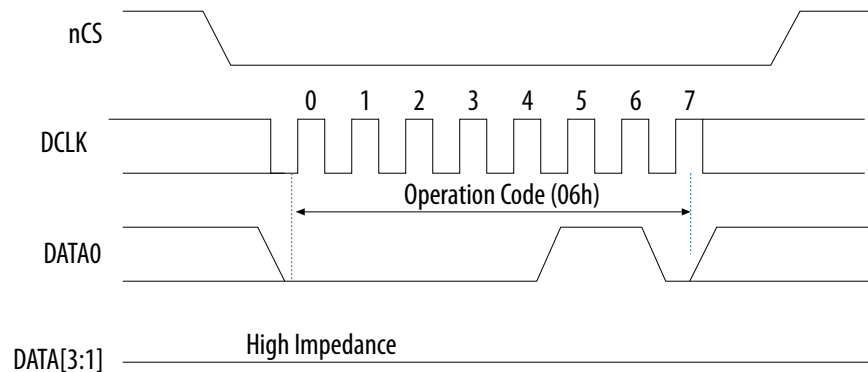 nCS
0 1 2 3 4 5 6 7
DCLK
Operation Code (06h)
DATA0
High Impedance
DATA[3:1]